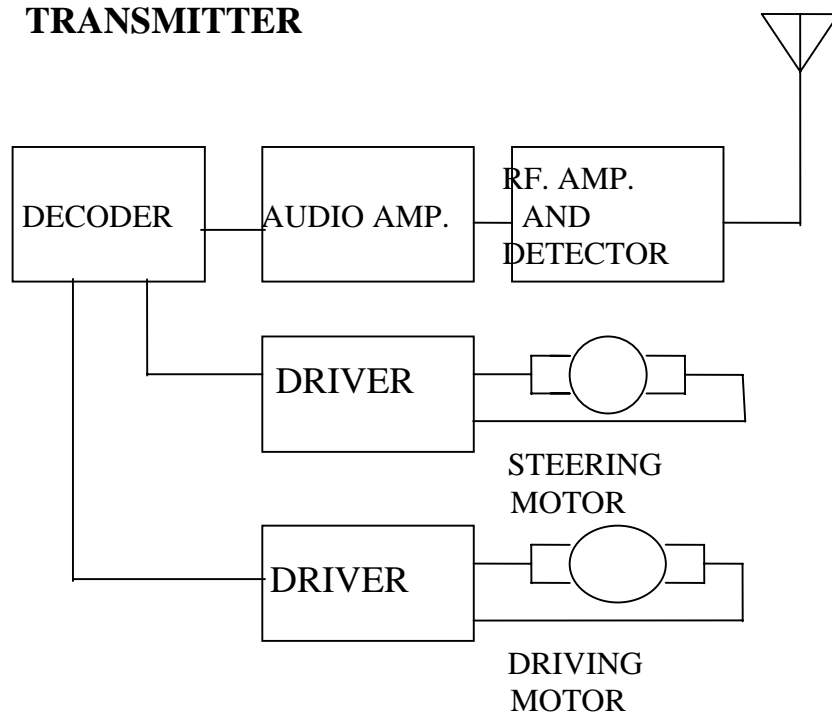 TRANSMITTER
DECODER
AUDIO AMP.
RF. AMP.
AND
DETECTOR
DRIVER
STEERING
MOTOR
DRIVER
DRIVING
MOTOR